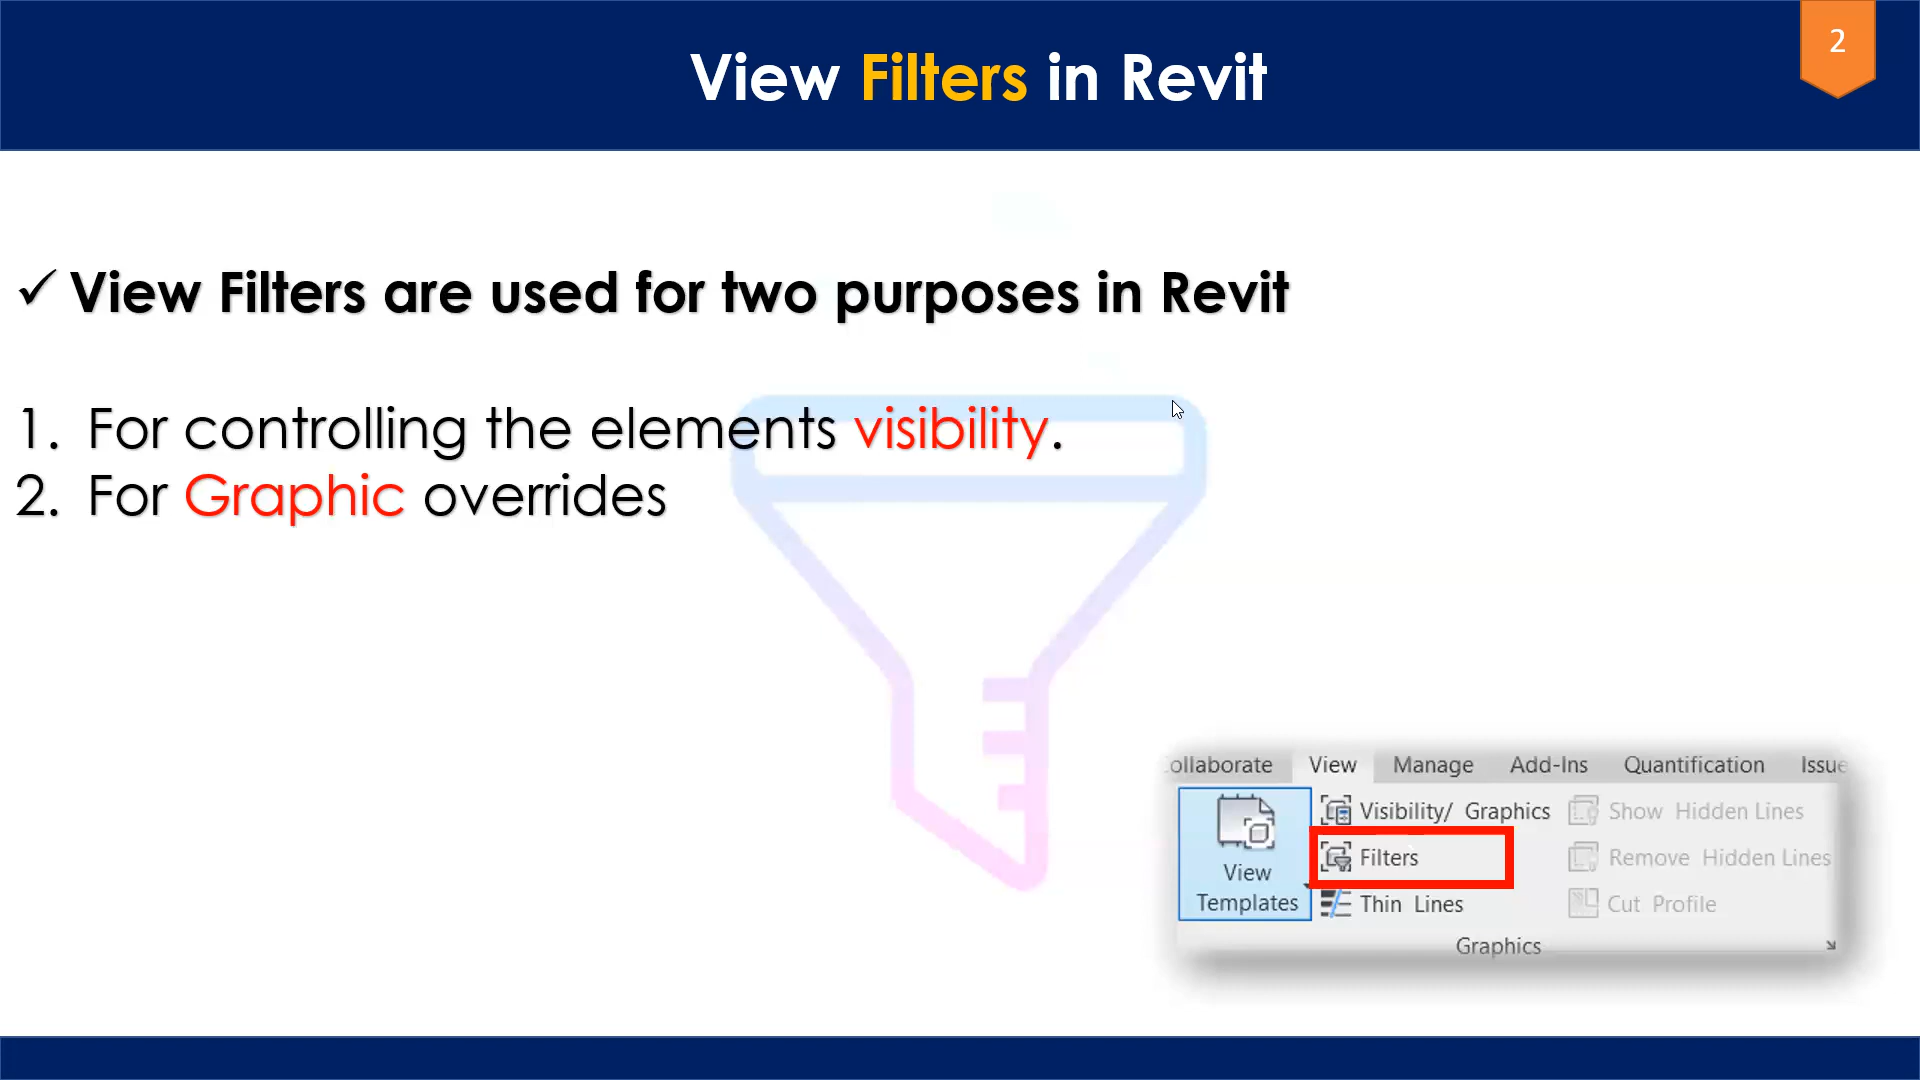 View Filters in Revit
2
✓ View Filters are used for two purposes in Revit
1. For controlling the elements visibility.
2. For Graphic overrides
ollaborate View Manage Add-Ins Quantification Issue
View Templates
Visibility/ Graphics
Filters
Thin Lines
Show Hidden Lines
Remove Hidden Lines
Cut Profile
Graphics